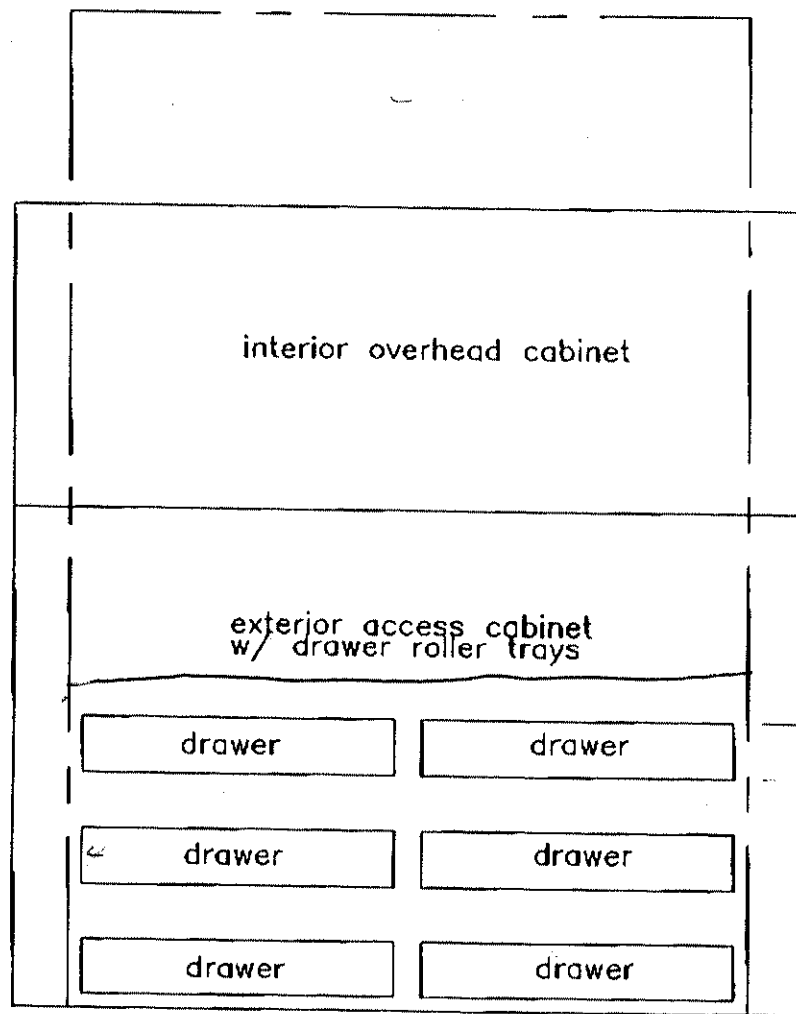 interior overhead cabinet
exterior access cabinet
w/ drawer roller trays
drawer drawer
drawer drawer
drawer drawer